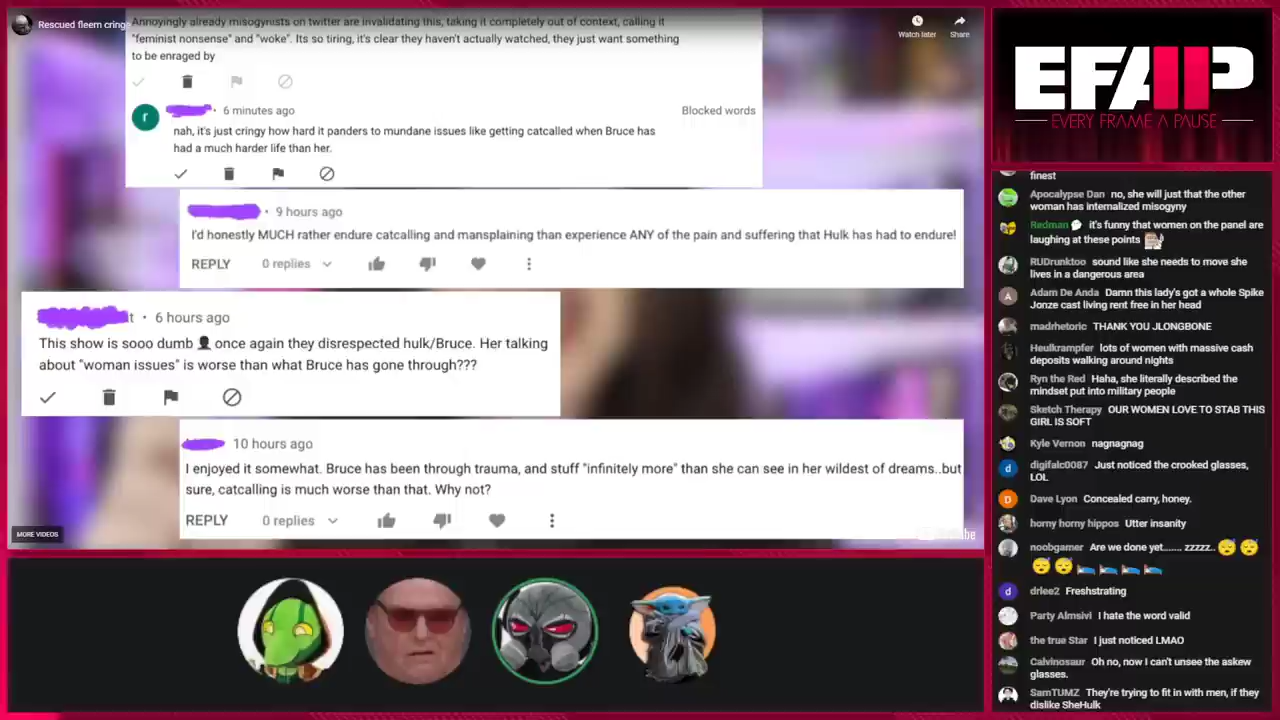 Rescued fleem cringe
Annoyingly already misogynists on twitter are invalidating this, taking it completely out of context, calling it
"feminist nonsense" and "woke". Its so tiring, it's clear they haven't actually watched, they just want something
to be enraged by
Watch later
Share
r
6 minutes ago
Blocked words
nah, it's just cringy how hard it panders to mundane issues like getting catcalled when Bruce has
had a much harder life than her.
9 hours ago
I'd honestly MUCH rather endure catcalling and mansplaining than experience ANY of the pain and suffering that Hulk has had to endure!
REPLY 0 replies
t · 6 hours ago
This show is sooo dumb 👤 once again they disrespected hulk/Bruce. Her talking
about "woman issues" is worse than what Bruce has gone through???
10 hours ago
I enjoyed it somewhat. Bruce has been through trauma, and stuff "infinitely more" than she can see in her wildest of dreams..but
sure, catcalling is much worse than that. Why not?
REPLY 0 replies
MORE VIDEOS
EFAP
EVERY FRAME A PAUSE
finest
Apocalypse Dan no, she will just that the other
woman has internalized misogyny
Redman it's funny that women on the panel are
laughing at these points
RUDrunktoo sound like she needs to move she
lives in a dangerous area
A
Adam De Anda Damn this lady's got a whole Spike
Jonze cast living rent free in her head
madrhetoric THANK YOU JLONGBONE
Heulkrampfer lots of women with massive cash
deposits walking around nights
Ryn the Red Haha, she literally described the
mindset put into military people
Sketch Therapy OUR WOMEN LOVE TO STAB THIS
GIRL IS SOFT
Kyle Vernon nagnagnag
d
digifalc0087 Just noticed the crooked glasses,
LOL
D
Dave Lyon Concealed carry, honey.
horny horny hippos Utter insanity
noobgamer Are we done yet....... zzzzz.. 😴 😴
😴 😴 🛌 🛌 🛌 🛌
d
drlee2 Freshstrating
Party Almsivi I hate the word valid
the true Star I just noticed LMAO
Calvinosaur Oh no, now I can't unsee the askew
glasses.
SamTUMZ They're trying to fit in with men, if they
dislike SheHulk